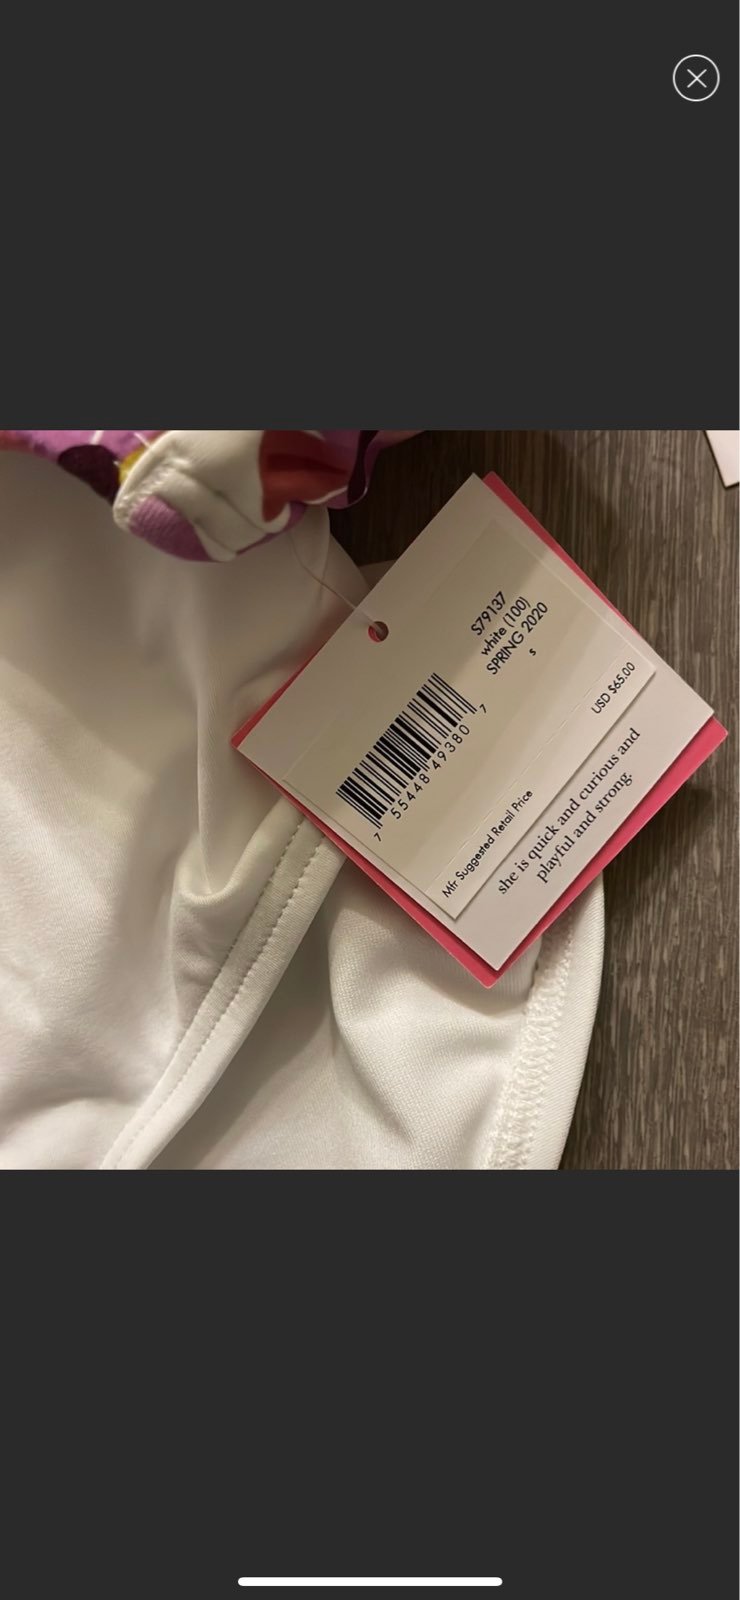 S79137
white (100)
SPRING 2020
s
7 55448 49380 7
USD $65.00
Mfr Suggested Retail Price
she is quick and curious and
playful and strong.